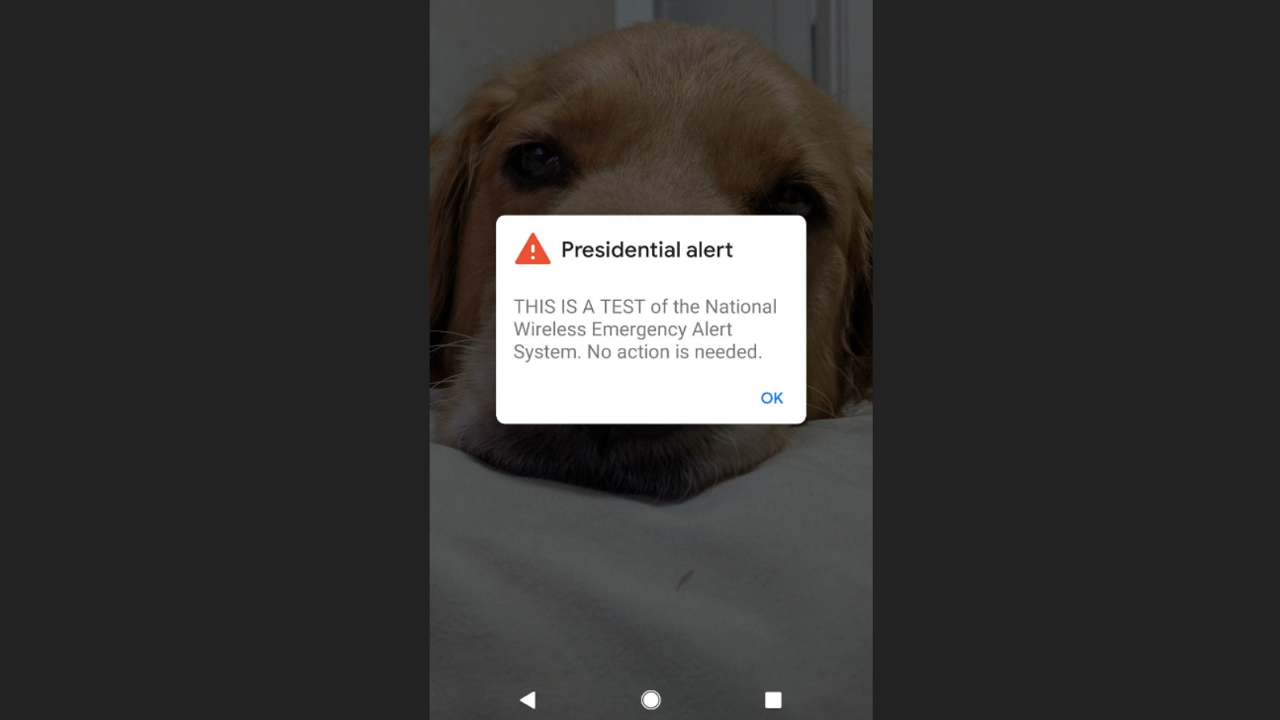 Presidential alert
THIS IS A TEST of the National
Wireless Emergency Alert
System. No action is needed.
OK